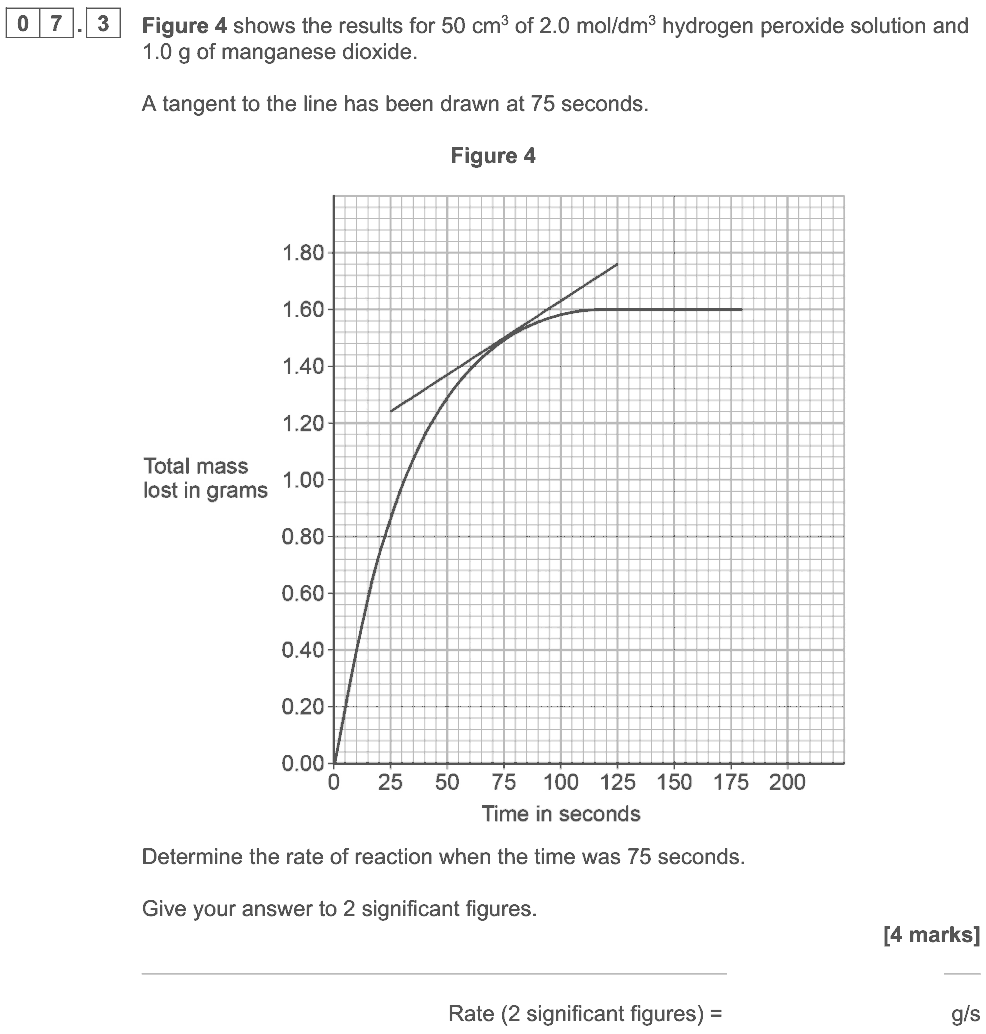 0 7 . 3 Figure 4 shows the results for 50 cm³ of 2.0 mol/dm³ hydrogen peroxide solution and
1.0 g of manganese dioxide.
A tangent to the line has been drawn at 75 seconds.
Figure 4
1.80
1.60
1.40
1.20
Total mass
lost in grams
1.00
0.80
0.60
0.40
0.20
0.00
0 25 50 75 100 125 150 175 200
Time in seconds
Determine the rate of reaction when the time was 75 seconds.
Give your answer to 2 significant figures.
[4 marks]
Rate (2 significant figures) = g/s